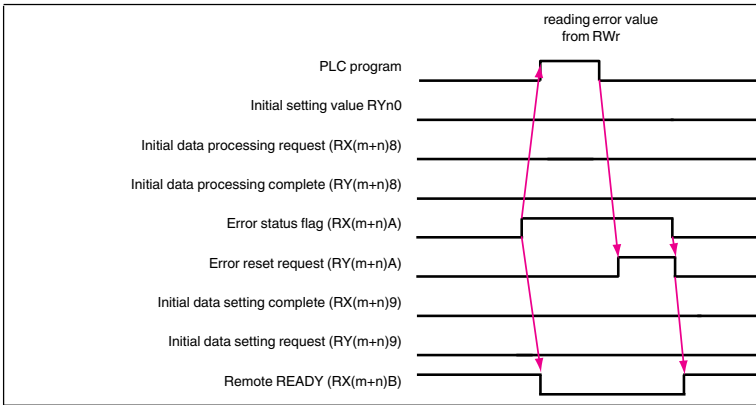 reading error value
from RWr
PLC program
Initial setting value RYn0
Initial data processing request (RX(m+n)8)
Initial data processing complete (RY(m+n)8)
Error status flag (RX(m+n)A)
Error reset request (RY(m+n)A)
Initial data setting complete (RX(m+n)9)
Initial data setting request (RY(m+n)9)
Remote READY (RX(m+n)B)